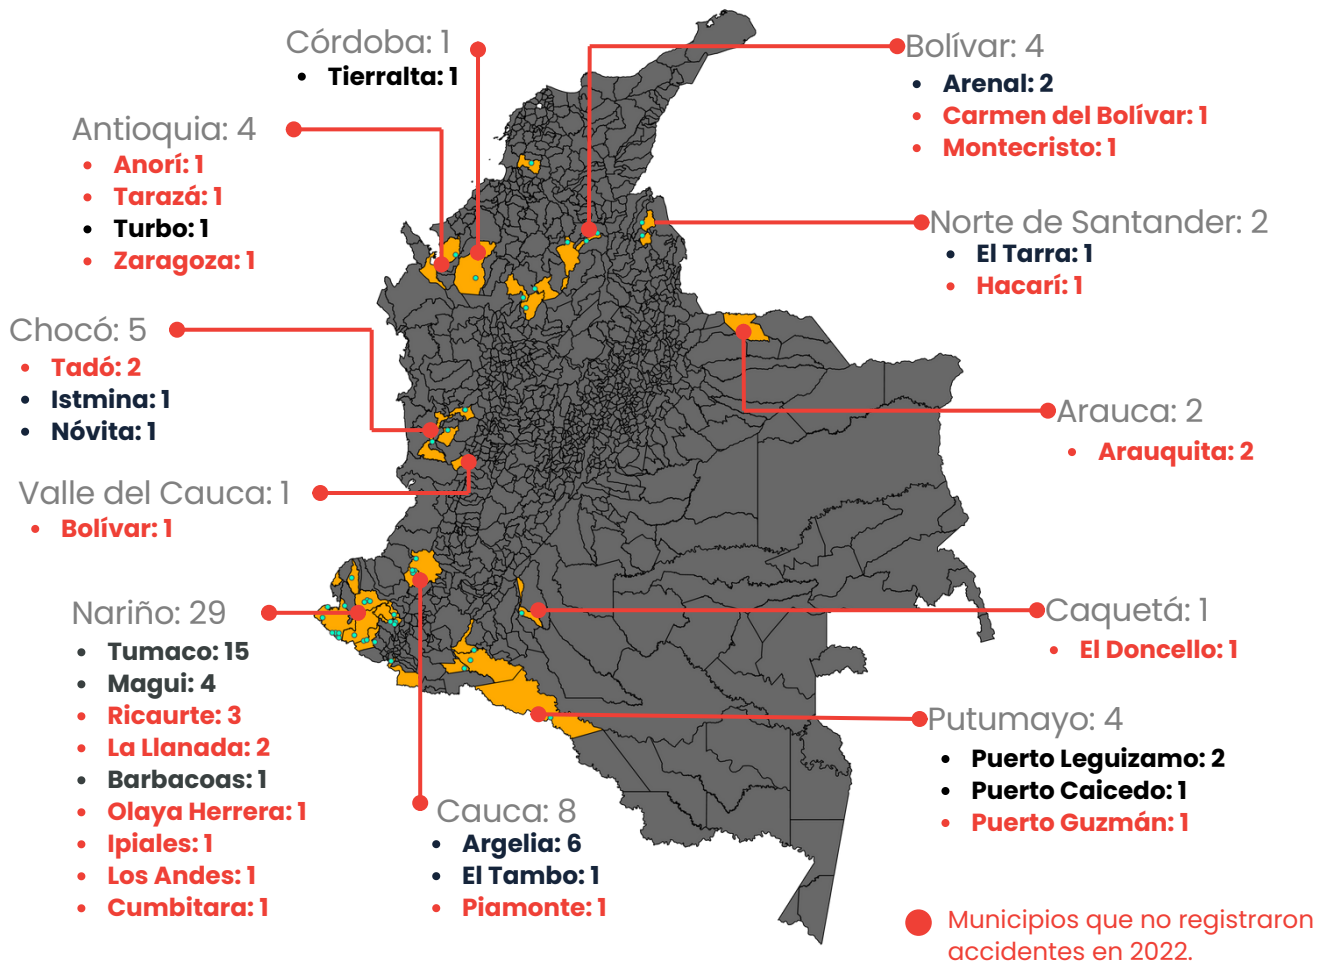 Córdoba: 1
• Tierralta: 1
Bolívar: 4
• Arenal: 2
• Carmen del Bolívar: 1
• Montecristo: 1
Antioquia: 4
• Anorí: 1
• Tarazá: 1
• Turbo: 1
• Zaragoza: 1
Norte de Santander: 2
• El Tarra: 1
• Hacarí: 1
Chocó: 5
• Tadó: 2
• Istmina: 1
• Nóvita: 1
Arauca: 2
• Arauquita: 2
Valle del Cauca: 1
• Bolívar: 1
Nariño: 29
• Tumaco: 15
• Magui: 4
• Ricaurte: 3
• La Llanada: 2
• Barbacoas: 1
• Olaya Herrera: 1
• Ipiales: 1
• Los Andes: 1
• Cumbitara: 1
Caquetá: 1
• El Doncello: 1
Putumayo: 4
• Puerto Leguizamo: 2
• Puerto Caicedo: 1
• Puerto Guzmán: 1
Cauca: 8
• Argelia: 6
• El Tambo: 1
• Piamonte: 1
Municipios que no registraron
accidentes en 2022.